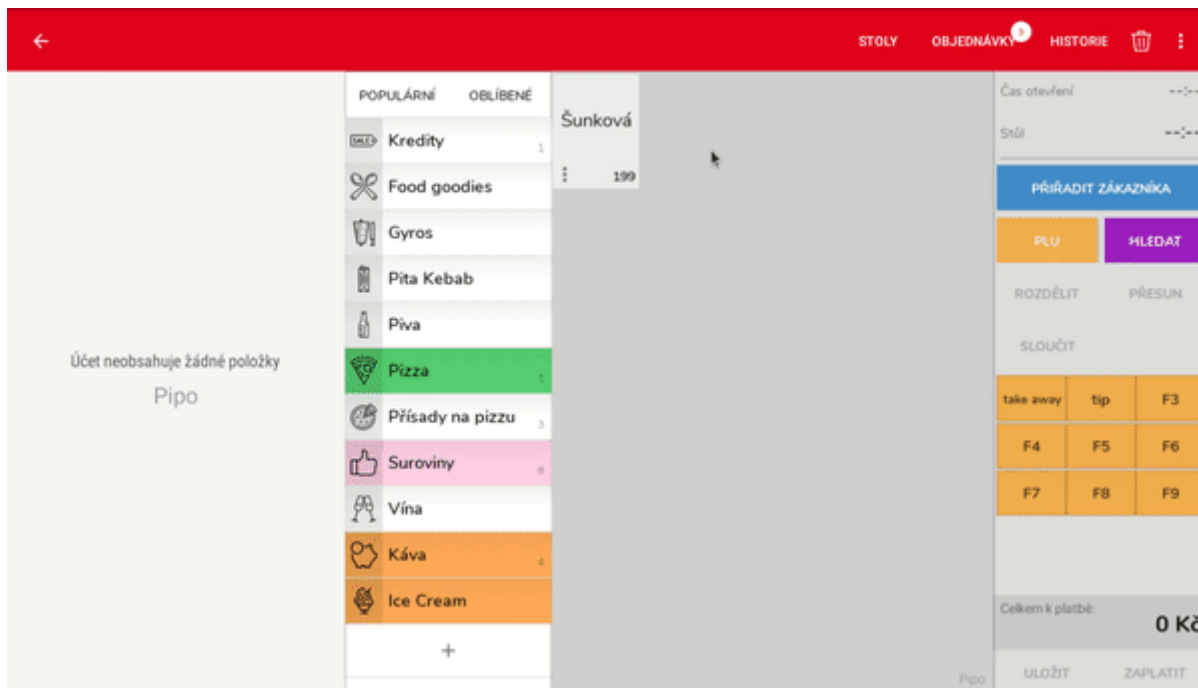 STOLY OBJEDNÁVKY 3 HISTORIE
Účet neobsahuje žádné položky
Pipo
POPULÁRNÍ OBLÍBENÉ
SALE Kredity 1
Food goodies
Gyros
Pita Kebab
Piva
Pizza 1
Přísady na pizzu 3
Suroviny 6
Vína
Káva 4
Ice Cream
+
Šunková
199
Pipo
Čas otevření --:--
Stůl --:--
PŘIŘADIT ZÁKAZNÍKA
PLU HLEDAT
ROZDĚLIT PŘESUN
SLOUČIT
take away tip F3
F4 F5 F6
F7 F8 F9
Celkem k platbě:
0 Kč
ULOŽIT ZAPLATIT